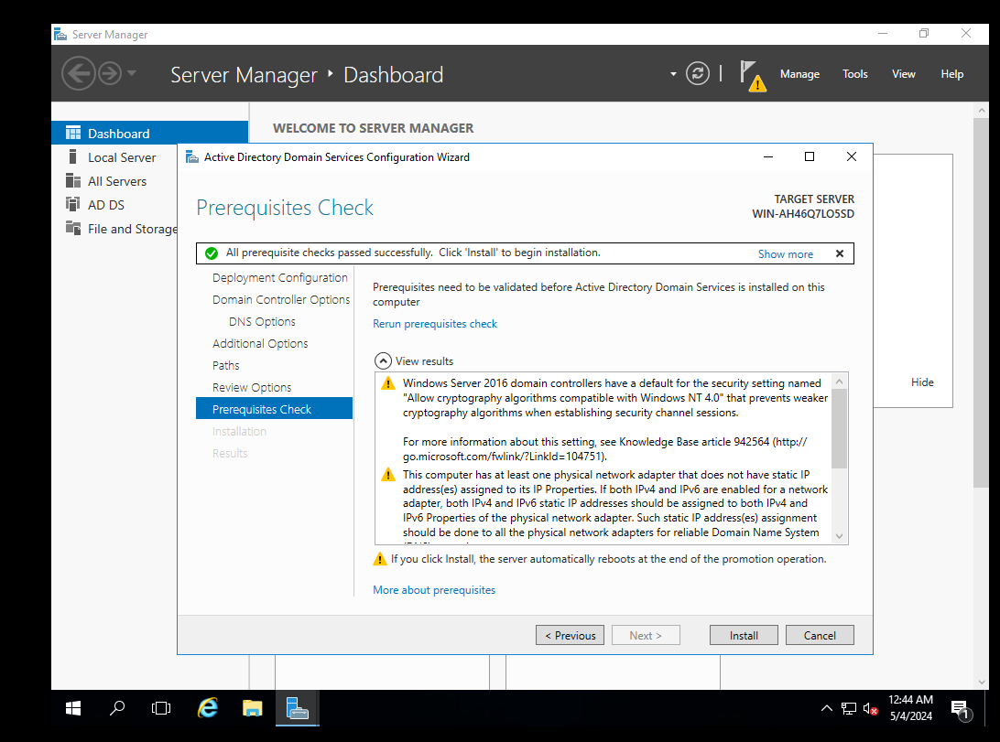 Server Manager
Server Manager ‣ Dashboard
Manage Tools View Help
Dashboard
Local Server
All Servers
AD DS
File and Storage
WELCOME TO SERVER MANAGER
Hide
Active Directory Domain Services Configuration Wizard
Prerequisites Check
TARGET SERVER
WIN-AH46Q7LO5SD
All prerequisite checks passed successfully.  Click 'Install' to begin installation.
Show more
Deployment Configuration
Domain Controller Options
DNS Options
Additional Options
Paths
Review Options
Prerequisites Check
Installation
Results
Prerequisites need to be validated before Active Directory Domain Services is installed on this
computer
Rerun prerequisites check
View results
Windows Server 2016 domain controllers have a default for the security setting named
"Allow cryptography algorithms compatible with Windows NT 4.0" that prevents weaker
cryptography algorithms when establishing security channel sessions.
For more information about this setting, see Knowledge Base article 942564 (http://
go.microsoft.com/fwlink/?LinkId=104751).
This computer has at least one physical network adapter that does not have static IP
address(es) assigned to its IP Properties. If both IPv4 and IPv6 are enabled for a network
adapter, both IPv4 and IPv6 static IP addresses should be assigned to both IPv4 and
IPv6 Properties of the physical network adapter. Such static IP address(es) assignment
should be done to all the physical network adapters for reliable Domain Name System
If you click Install, the server automatically reboots at the end of the promotion operation.
More about prerequisites
< Previous
Next >
Install
Cancel
12:44 AM
5/4/2024
1